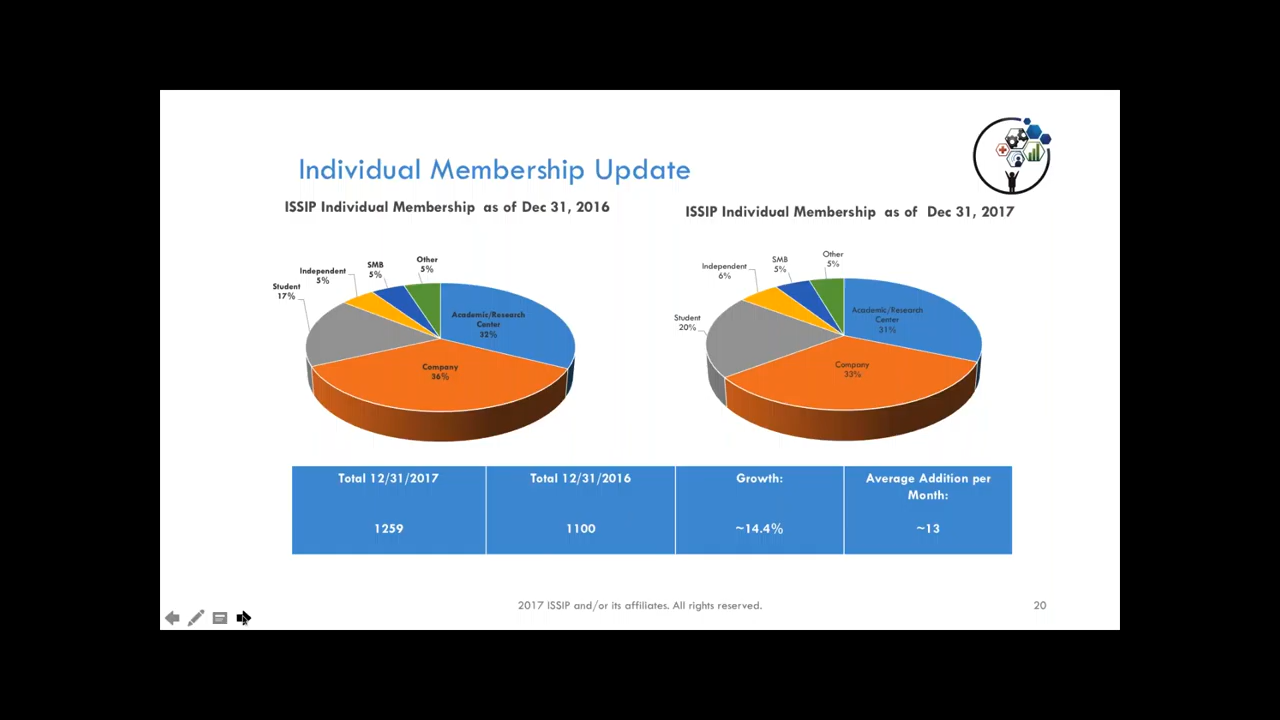 Individual Membership Update
ISSIP Individual Membership as of Dec 31, 2016
Other
5%
SMB
5%
Independent
5%
Student
17%
Academic/Research
Center
32%
Company
36%
ISSIP Individual Membership as of Dec 31, 2017
Other
5%
SMB
5%
Independent
6%
Student
20%
Academic/Research
Center
31%
Company
33%
Total 12/31/2017
1259
Total 12/31/2016
1100
Growth:
~14.4%
Average Addition per
Month:
~13
2017 ISSIP and/or its affiliates. All rights reserved.
20